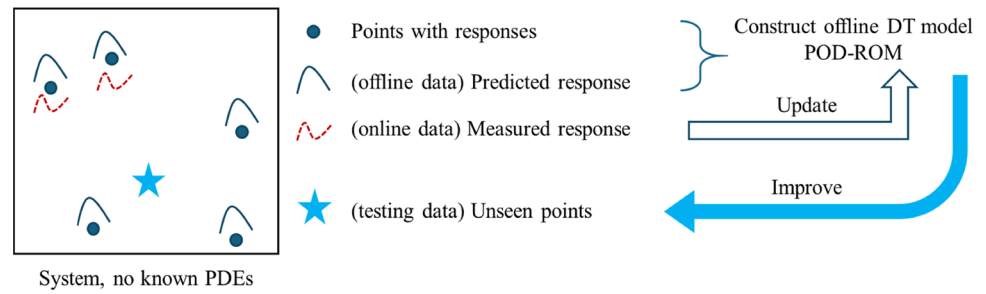 Points with responses
(offline data) Predicted response
(online data) Measured response
(testing data) Unseen points
Construct offline DT model
POD-ROM
Update
Improve
System, no known PDEs